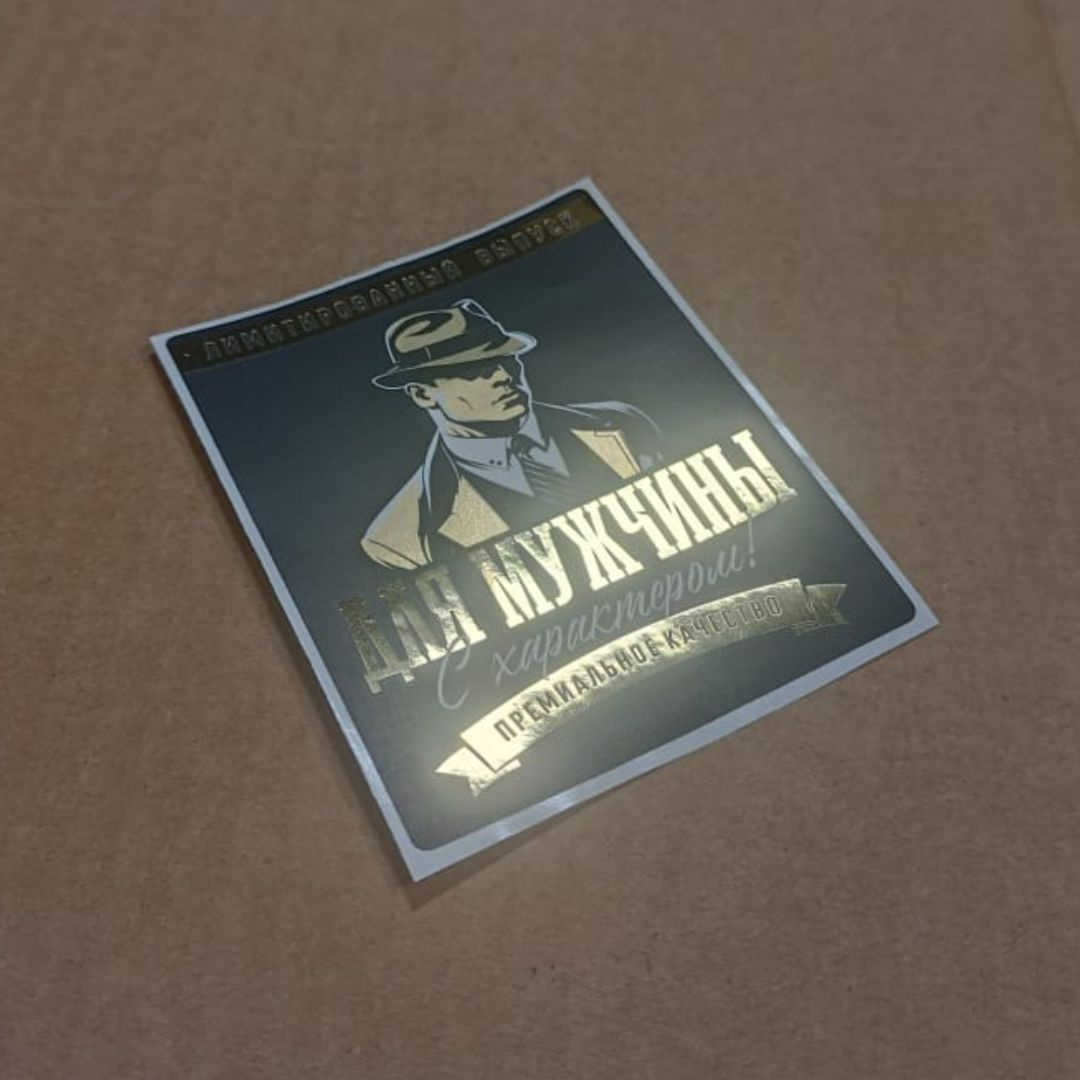 ЛИМИТИРОВАННЫЙ ВЫПУСК
ДЛЯ МУЖЧИНЫ
С характером!
ПРЕМИАЛЬНОЕ КАЧЕСТВО